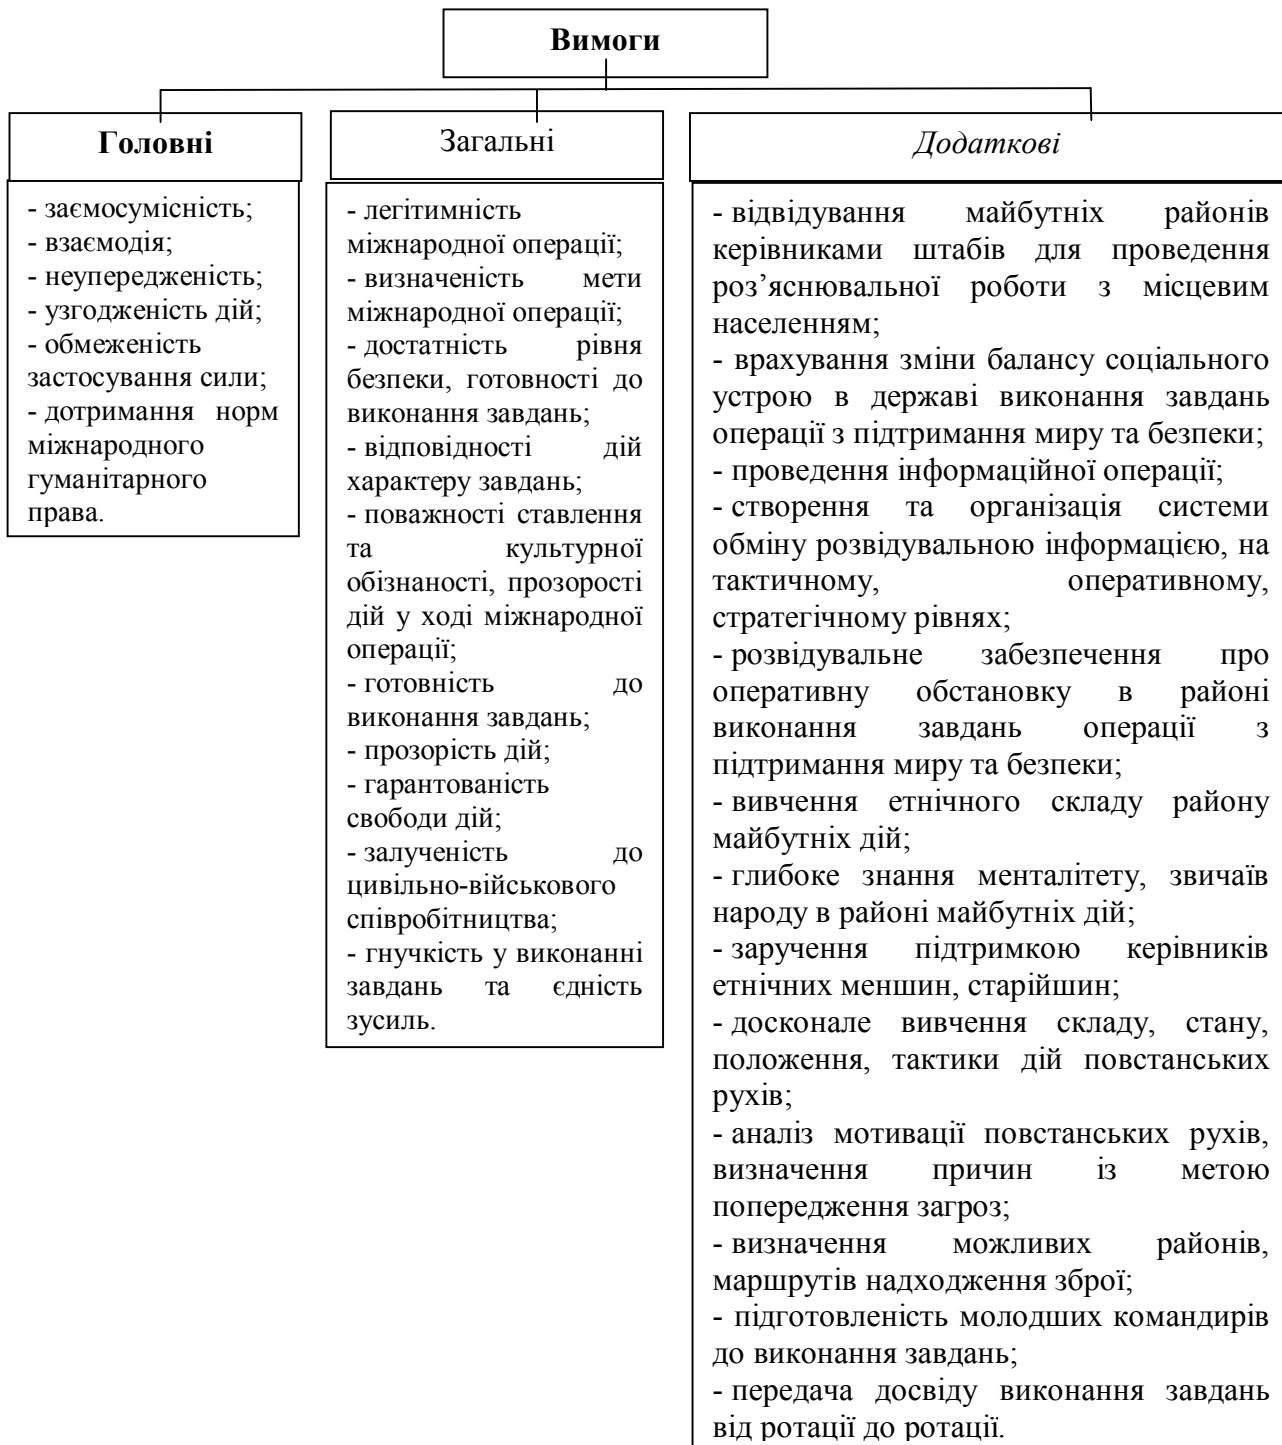 Вимоги
Головні
- заємосумісність;
- взаємодія;
- неупередженість;
- узгодженість дій;
- обмеженість
застосування сили;
- дотримання норм
міжнародного
гуманітарного
права.
Загальні
- легітимність
міжнародної операції;
- визначеність мети
міжнародної операції;
- достатність рівня
безпеки, готовності до
виконання завдань;
- відповідності дій
характеру завдань;
- поважності ставлення
та культурної
обізнаності, прозорості
дій у ході міжнародної
операції;
- готовність до
виконання завдань;
- прозорість дій;
- гарантованість
свободи дій;
- залученість до
цивільно-військового
співробітництва;
- гнучкість у виконанні
завдань та єдність
зусиль.
Додаткові
- відвідування майбутніх районів
керівниками штабів для проведення
роз’яснювальної роботи з місцевим
населенням;
- врахування зміни балансу соціального
устрою в державі виконання завдань
операції з підтримання миру та безпеки;
- проведення інформаційної операції;
- створення та організація системи
обміну розвідувальною інформацією, на
тактичному, оперативному,
стратегічному рівнях;
- розвідувальне забезпечення про
оперативну обстановку в районі
виконання завдань операції з
підтримання миру та безпеки;
- вивчення етнічного складу району
майбутніх дій;
- глибоке знання менталітету, звичаїв
народу в районі майбутніх дій;
- заручення підтримкою керівників
етнічних меншин, старійшин;
- досконале вивчення складу, стану,
положення, тактики дій повстанських
рухів;
- аналіз мотивації повстанських рухів,
визначення причин із метою
попередження загроз;
- визначення можливих районів,
маршрутів надходження зброї;
- підготовленість молодших командирів
до виконання завдань;
- передача досвіду виконання завдань
від ротації до ротації.